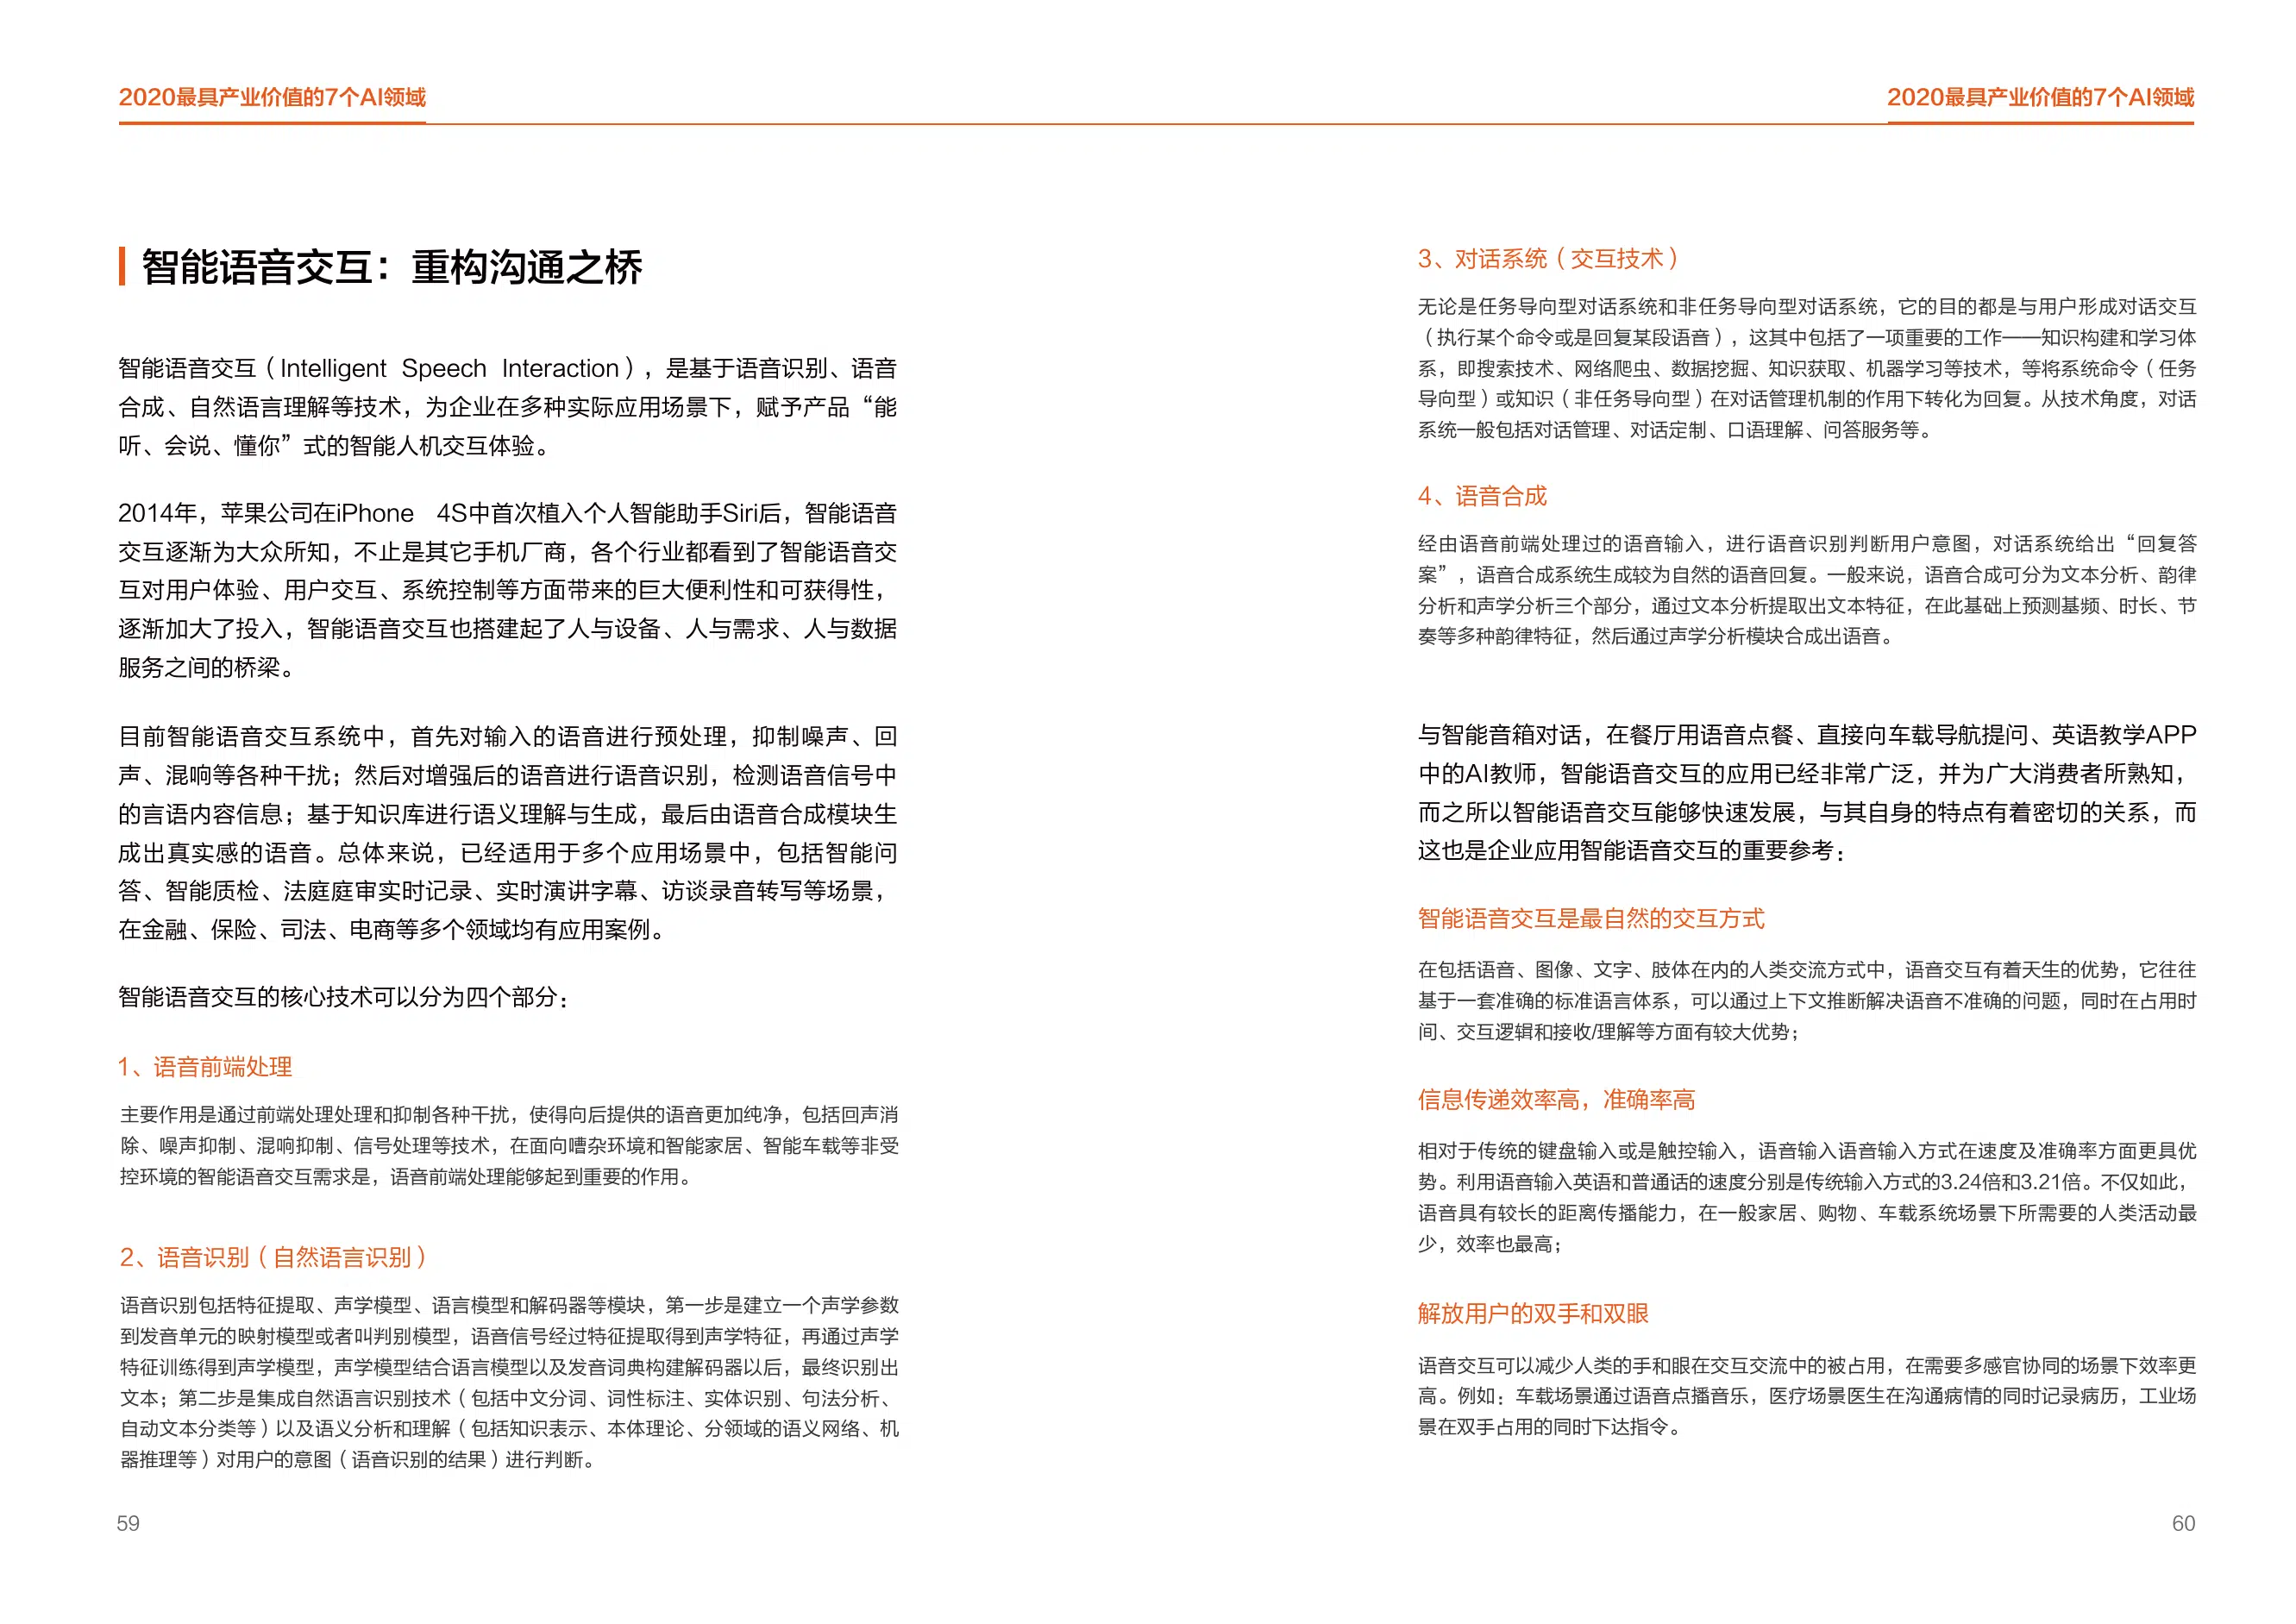 2020最具产业价值的7个AI领域
2020最具产业价值的7个AI领域
智能语音交互：重构沟通之桥
智能语音交互（Intelligent Speech Interaction），是基于语音识别、语音
合成、自然语言理解等技术，为企业在多种实际应用场景下，赋予产品“能
听、会说、懂你”式的智能人机交互体验。
2014年，苹果公司在iPhone 4S中首次植入个人智能助手Siri后，智能语音
交互逐渐为大众所知，不止是其它手机厂商，各个行业都看到了智能语音交
互对用户体验、用户交互、系统控制等方面带来的巨大便利性和可获得性，
逐渐加大了投入，智能语音交互也搭建起了人与设备、人与需求、人与数据
服务之间的桥梁。
目前智能语音交互系统中，首先对输入的语音进行预处理，抑制噪声、回
声、混响等各种干扰；然后对增强后的语音进行语音识别，检测语音信号中
的言语内容信息；基于知识库进行语义理解与生成，最后由语音合成模块生
成出真实感的语音。总体来说，已经适用于多个应用场景中，包括智能问
答、智能质检、法庭庭审实时记录、实时演讲字幕、访谈录音转写等场景，
在金融、保险、司法、电商等多个领域均有应用案例。
智能语音交互的核心技术可以分为四个部分：
1、语音前端处理
主要作用是通过前端处理处理和抑制各种干扰，使得向后提供的语音更加纯净，包括回声消
除、噪声抑制、混响抑制、信号处理等技术，在面向嘈杂环境和智能家居、智能车载等非受
控环境的智能语音交互需求是，语音前端处理能够起到重要的作用。
2、语音识别（自然语言识别）
语音识别包括特征提取、声学模型、语言模型和解码器等模块，第一步是建立一个声学参数
到发音单元的映射模型或者叫判别模型，语音信号经过特征提取得到声学特征，再通过声学
特征训练得到声学模型，声学模型结合语言模型以及发音词典构建解码器以后，最终识别出
文本；第二步是集成自然语言识别技术（包括中文分词、词性标注、实体识别、句法分析、
自动文本分类等）以及语义分析和理解（包括知识表示、本体理论、分领域的语义网络、机
器推理等）对用户的意图（语音识别的结果）进行判断。
59
3、对话系统（交互技术）
无论是任务导向型对话系统和非任务导向型对话系统，它的目的都是与用户形成对话交互
（执行某个命令或是回复某段语音），这其中包括了一项重要的工作——知识构建和学习体
系，即搜索技术、网络爬虫、数据挖掘、知识获取、机器学习等技术，等将系统命令（任务
导向型）或知识（非任务导向型）在对话管理机制的作用下转化为回复。从技术角度，对话
系统一般包括对话管理、对话定制、口语理解、问答服务等。
4、语音合成
经由语音前端处理过的语音输入，进行语音识别判断用户意图，对话系统给出“回复答
案”，语音合成系统生成较为自然的语音回复。一般来说，语音合成可分为文本分析、韵律
分析和声学分析三个部分，通过文本分析提取出文本特征，在此基础上预测基频、时长、节
奏等多种韵律特征，然后通过声学分析模块合成出语音。
与智能音箱对话，在餐厅用语音点餐、直接向车载导航提问、英语教学APP
中的AI教师，智能语音交互的应用已经非常广泛，并为广大消费者所熟知，
而之所以智能语音交互能够快速发展，与其自身的特点有着密切的关系，而
这也是企业应用智能语音交互的重要参考：
智能语音交互是最自然的交互方式
在包括语音、图像、文字、肢体在内的人类交流方式中，语音交互有着天生的优势，它往往
基于一套准确的标准语言体系，可以通过上下文推断解决语音不准确的问题，同时在占用时
间、交互逻辑和接收/理解等方面有较大优势；
信息传递效率高，准确率高
相对于传统的键盘输入或是触控输入，语音输入语音输入方式在速度及准确率方面更具优
势。利用语音输入英语和普通话的速度分别是传统输入方式的3.24倍和3.21倍。不仅如此，
语音具有较长的距离传播能力，在一般家居、购物、车载系统场景下所需要的人类活动最
少，效率也最高；
解放用户的双手和双眼
语音交互可以减少人类的手和眼在交互交流中的被占用，在需要多感官协同的场景下效率更
高。例如：车载场景通过语音点播音乐，医疗场景医生在沟通病情的同时记录病历，工业场
景在双手占用的同时下达指令。
60